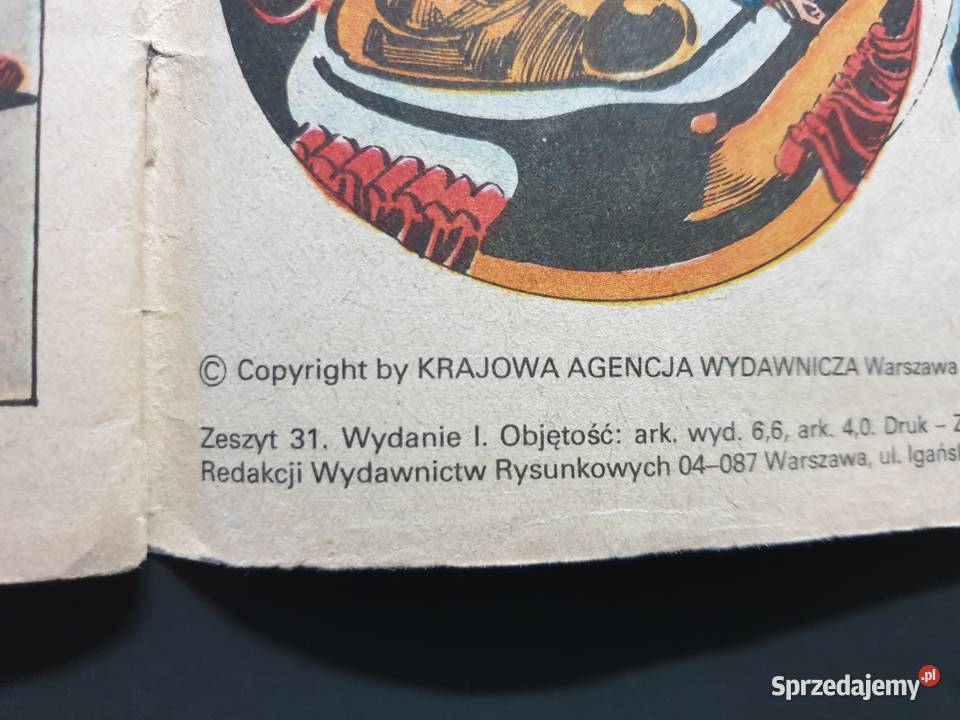 © Copyright by KRAJOWA AGENCJA WYDAWNICZA Warszawa
Zeszyt 31. Wydanie I. Objętość: ark. wyd. 6,6, ark. 4,0. Druk –
Redakcji Wydawnictw Rysunkowych 04–087 Warszawa, ul.
Sprzedajemy.pl